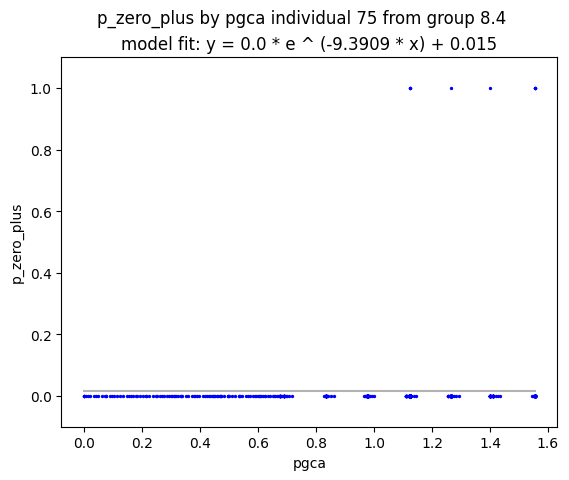 p_zero_plus by pgca individual 75 from group 8.4
model fit: y = 0.0 * e ^ (-9.3909 * x) + 0.015
1.0
0.8
0.6
0.4
0.2
0.0
p_zero_plus
0.0 0.2 0.4 0.6 0.8 1.0 1.2 1.4 1.6
pgca